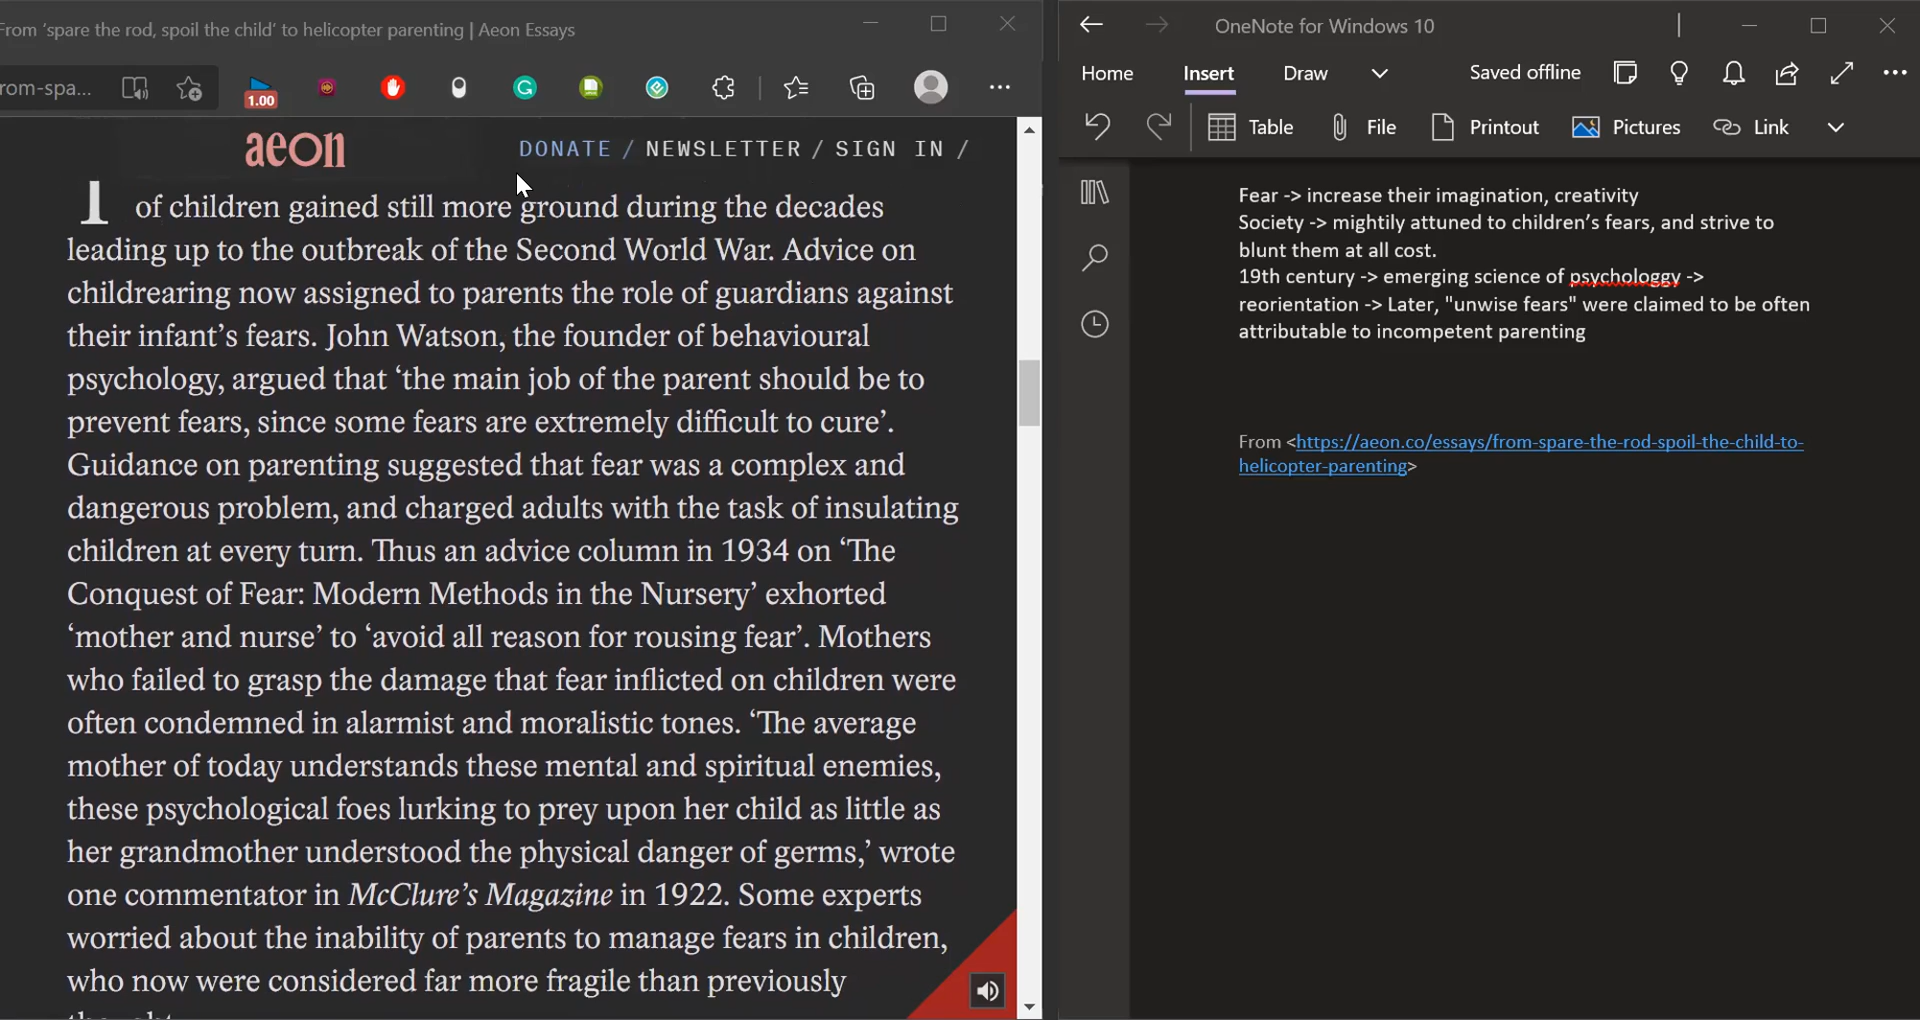 From ‘spare the rod, spoil the child’ to helicopter parenting | Aeon Essays
rom-spa...
1.00
G
aeon
DONATE / NEWSLETTER / SIGN IN /
of children gained still more ground during the decades
leading up to the outbreak of the Second World War. Advice on
childrearing now assigned to parents the role of guardians against
their infant’s fears. John Watson, the founder of behavioural
psychology, argued that ‘the main job of the parent should be to
prevent fears, since some fears are extremely difficult to cure’.
Guidance on parenting suggested that fear was a complex and
dangerous problem, and charged adults with the task of insulating
children at every turn. Thus an advice column in 1934 on ‘The
Conquest of Fear: Modern Methods in the Nursery’ exhorted
‘mother and nurse’ to ‘avoid all reason for rousing fear’. Mothers
who failed to grasp the damage that fear inflicted on children were
often condemned in alarmist and moralistic tones. ‘The average
mother of today understands these mental and spiritual enemies,
these psychological foes lurking to prey upon her child as little as
her grandmother understood the physical danger of germs,’ wrote
one commentator in McClure’s Magazine in 1922. Some experts
worried about the inability of parents to manage fears in children,
who now were considered far more fragile than previously
OneNote for Windows 10
Home Insert Draw Saved offline
Table File Printout Pictures Link
Fear -> increase their imagination, creativity
Society -> mightily attuned to children’s fears, and strive to
blunt them at all cost.
19th century -> emerging science of psychologgy ->
reorientation -> Later, "unwise fears" were claimed to be often
attributable to incompetent parenting
From <https://aeon.co/essays/from-spare-the-rod-spoil-the-child-to-
helicopter-parenting>